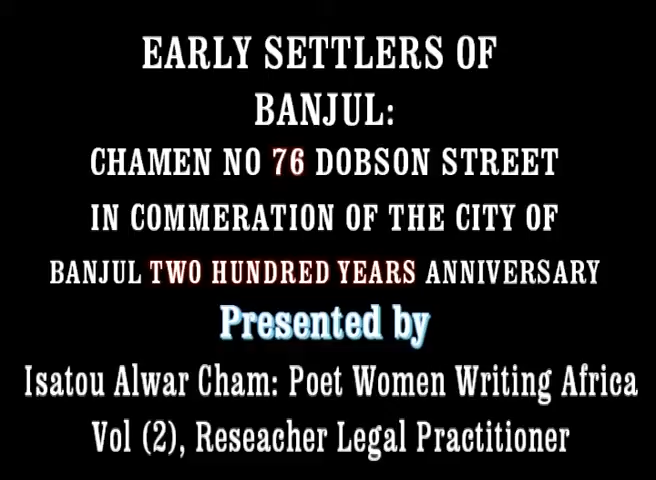 EARLY SETTLERS OF
BANJUL:
CHAMEN NO 76 DOBSON STREET
IN COMMERATION OF THE CITY OF
BANJUL TWO HUNDRED YEARS ANNIVERSARY
Presented by
Isatou Alwar Cham: Poet Women Writing Africa
Vol (2), Reseacher Legal Practitioner